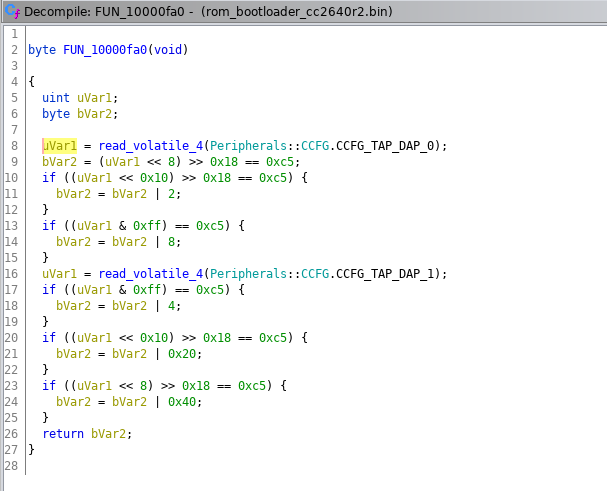 Decompile: FUN_10000fa0 - (rom_bootloader_cc2640r2.bin)
1
2 byte FUN_10000fa0(void)
3
4 {
5 uint uVar1;
6 byte bVar2;
7
8 uVar1 = read_volatile_4(Peripherals::CCFG.CCFG_TAP_DAP_0);
9 bVar2 = (uVar1 << 8) >> 0x18 == 0xc5;
10 if ((uVar1 << 0x10) >> 0x18 == 0xc5) {
11 bVar2 = bVar2 | 2;
12 }
13 if ((uVar1 & 0xff) == 0xc5) {
14 bVar2 = bVar2 | 8;
15 }
16 uVar1 = read_volatile_4(Peripherals::CCFG.CCFG_TAP_DAP_1);
17 if ((uVar1 & 0xff) == 0xc5) {
18 bVar2 = bVar2 | 4;
19 }
20 if ((uVar1 << 0x10) >> 0x18 == 0xc5) {
21 bVar2 = bVar2 | 0x20;
22 }
23 if ((uVar1 << 8) >> 0x18 == 0xc5) {
24 bVar2 = bVar2 | 0x40;
25 }
26 return bVar2;
27 }
28